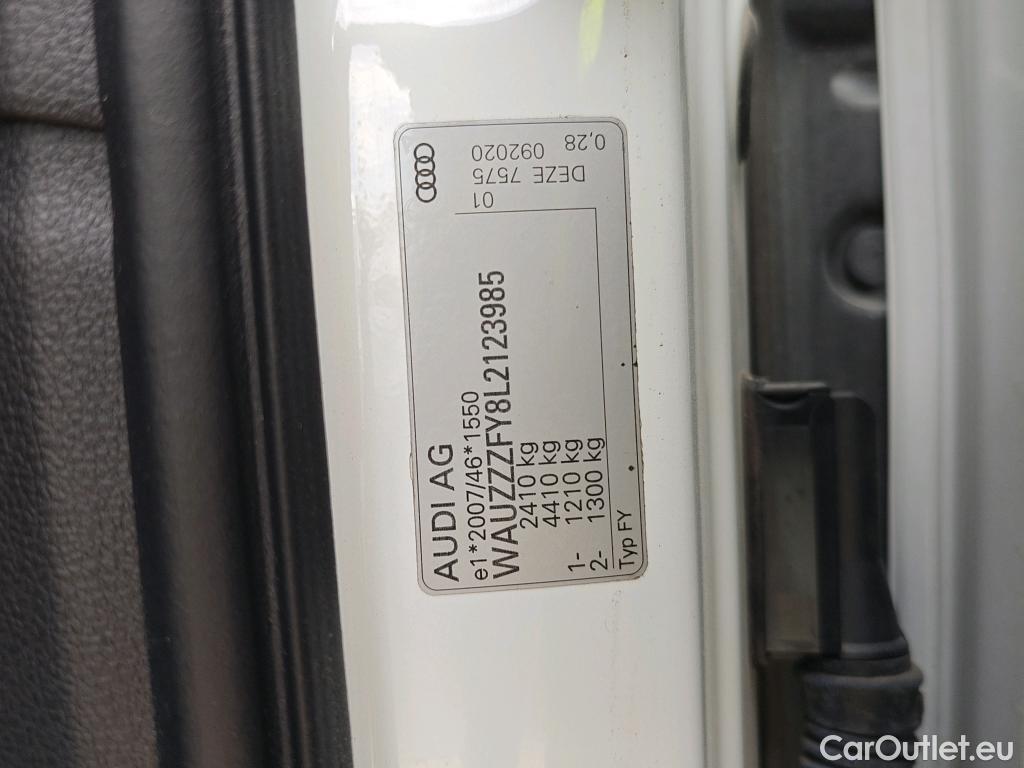 AUDI AG
e1*2007/46*1550
WAUZZZFY8L2123985
2410 kg
4410 kg
1- 1210 kg
2- 1300 kg
Typ FY
01
DEZE 7575 092020
0,28
CarOutlet.eu